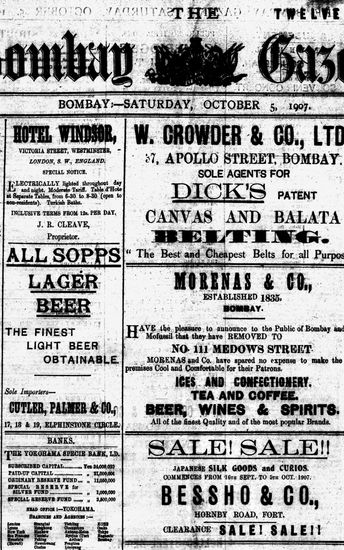 THE
TWELVE
Bombay Gaze
BOMBAY:—SATURDAY, OCTOBER 5, 1907.
HOTEL WINDSOR,
VICTORIA STREET, WESTMINSTER,
LONDON, S. W., ENGLAND.
SPECIAL NOTICE.
ELECTRICALLY lighted throughout day
and night. Moderate Tariff. Table d'Hote
at Separate Tables, from 6-30 to 8-30 (open to
non-residents). Turkish Baths.
INCLUSIVE TERMS FROM 12s. PER DAY,
J. R. CLEAVE,
Proprietor.
ALL SOPPS
LAGER
BEER
THE FINEST
LIGHT BEER
OBTAINABLE.
Sole Importers—
CUTLER, PALMER & CO.,
17, 18 & 19, ELPHINSTONE CIRCLE.
BANKS.
THE YOKOHAMA SPECIE BANK, LD.
SUBSCRIBED CAPITAL
PAID-UP CAPITAL
ORDINARY RESERVE FUND
SPECIAL RESERVE for
SILVER FUND
SPECIAL RESERVE FUND
HEAD OFFICE:—YOKOHAMA.
BRANCHES AND AGENCIES:—
W. CROWDER & CO., LTD
37, APOLLO STREET, BOMBAY.
SOLE AGENTS FOR
DICK'S PATENT
CANVAS AND BALATA
BELTING.
"The Best and Cheapest Belts for all Purpos
MORENAS & CO.,
ESTABLISHED 1835.
BOMBAY.
HAVE the pleasure to announce to the Public of Bombay and
Mofussil that they have REMOVED TO
NO. 111 MEDOWS STREET
MORENAS and Co. have spared no expense to make the
premises Cool and Comfortable for their Patrons.
ICES AND CONFECTIONERY.
TEA AND COFFEE.
BEER, WINES & SPIRITS.
All of the finest Quality and of the most popular Brands.
SALE! SALE!!
JAPANESE SILK GOODS and CURIOS.
COMMENCES FROM 16TH SEPT. TO 5TH OCT. 1907.
BESSHO & CO.,
HORNBY ROAD, FORT.
CLEARANCE SALE! SALE!!